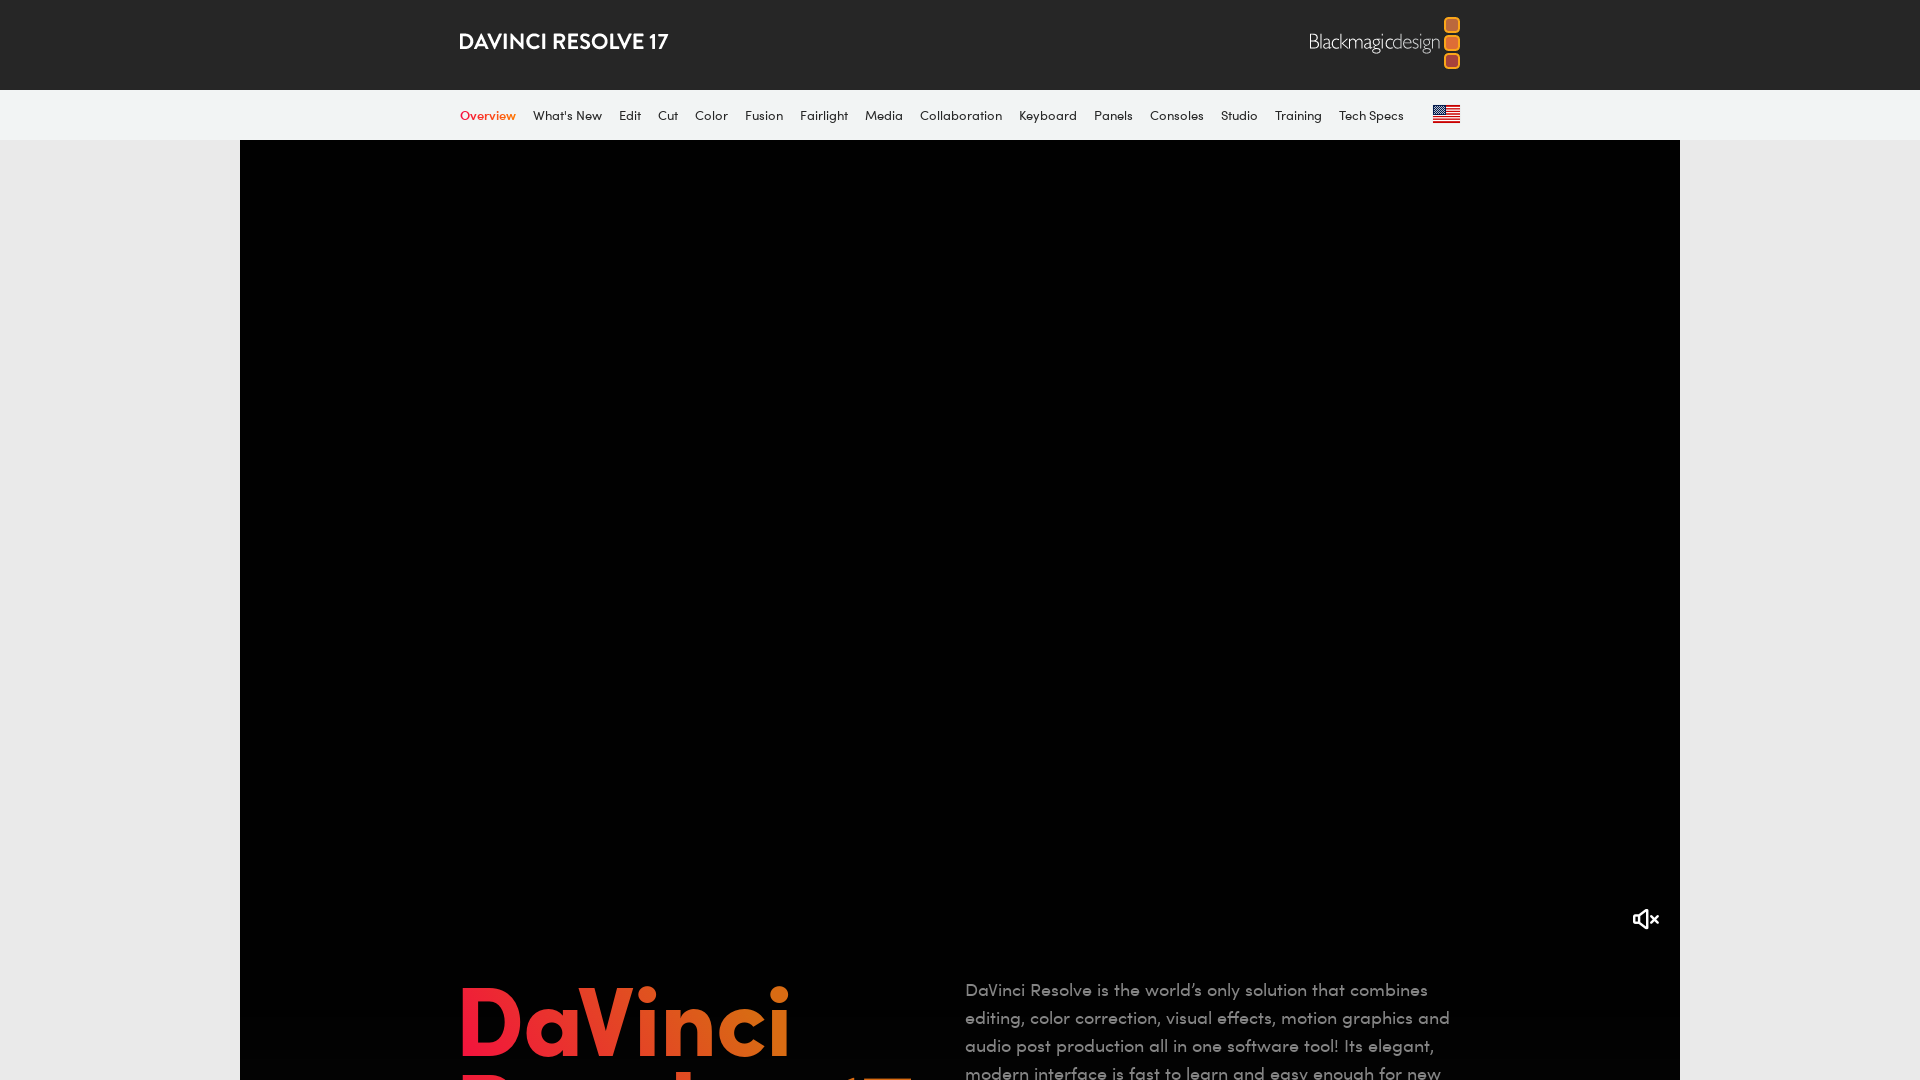 DAVINCI RESOLVE 17
Blackmagicdesign
Overview What's New Edit Cut Color Fusion Fairlight Media Collaboration Keyboard Panels Consoles Studio Training Tech Specs
DaVinci
DaVinci Resolve is the world’s only solution that combines
editing, color correction, visual effects, motion graphics and
audio post production all in one software tool! Its elegant,
modern interface is fast to learn and easy enough for new